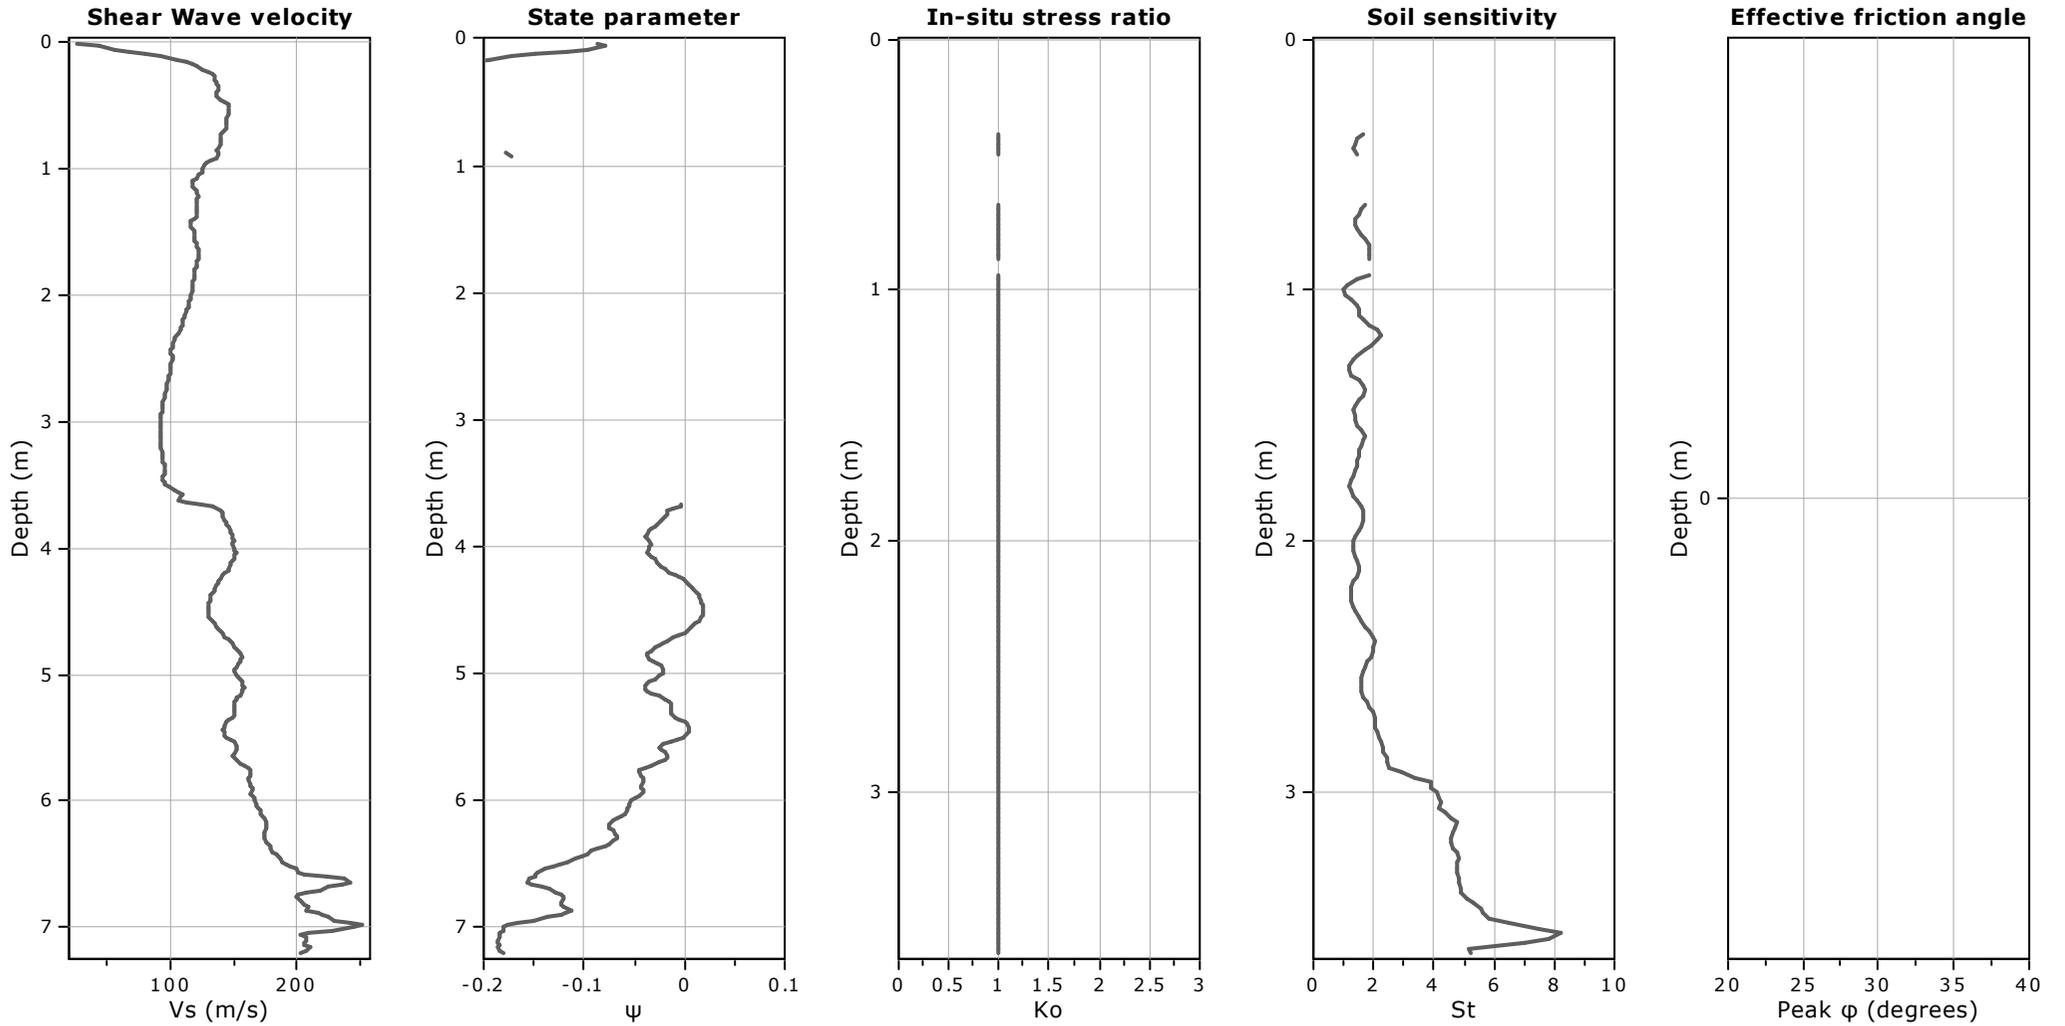 Shear Wave velocity
0
1
2
3
4
5
6
7
Depth (m)
100 200
Vs (m/s)
State parameter
0
1
2
3
4
5
6
7
Depth (m)
-0.2 -0.1 0 0.1
ψ
In-situ stress ratio
0
1
2
3
Depth (m)
0 0.5 1 1.5 2 2.5 3
Ko
Soil sensitivity
0
1
2
3
Depth (m)
0 2 4 6 8 10
St
Effective friction angle
0
Depth (m)
20 25 30 35 40
Peak φ (degrees)